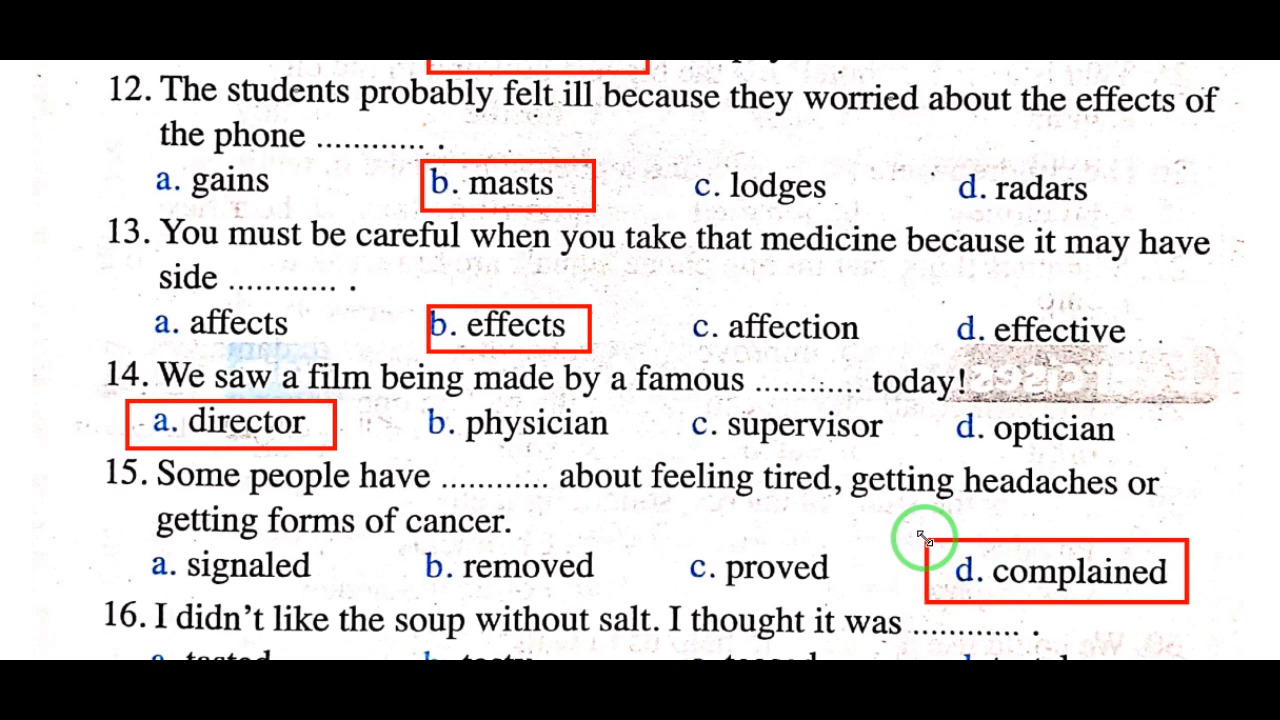 12. The students probably felt ill because they worried about the effects of
the phone ............ .
a. gains b. masts c. lodges d. radars
13. You must be careful when you take that medicine because it may have
side ............ .
a. affects b. effects c. affection d. effective
14. We saw a film being made by a famous ............ today!
a. director b. physician c. supervisor d. optician
15. Some people have ............ about feeling tired, getting headaches or
getting forms of cancer.
a. signaled b. removed c. proved d. complained
16. I didn't like the soup without salt. I thought it was ............ .